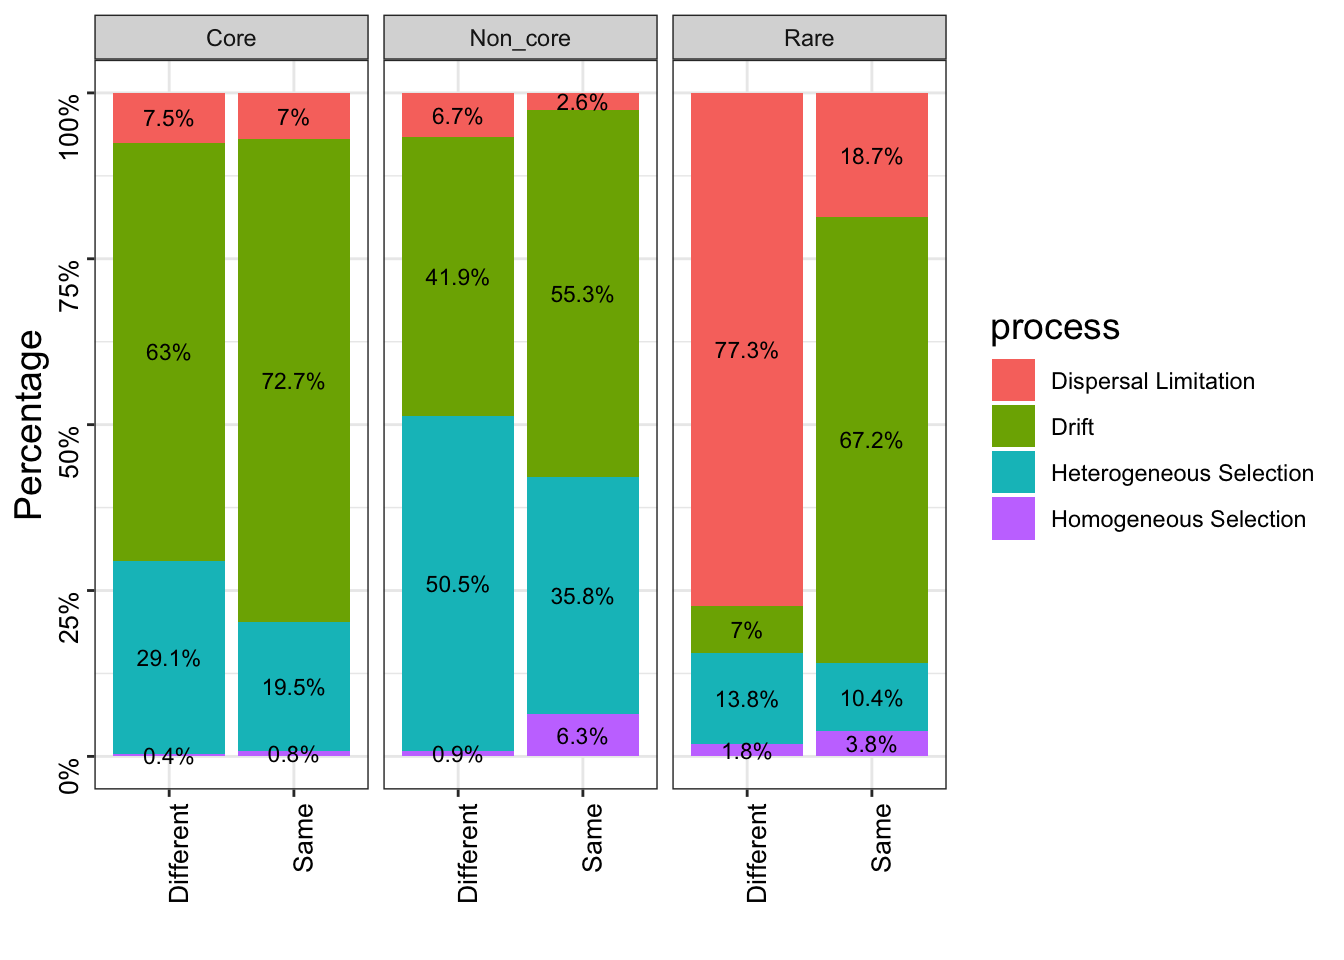 Core
Non_core
Rare
Percentage
100%
75%
50%
25%
0%
7.5%
63%
29.1%
0.4%
7%
72.7%
19.5%
0.8%
6.7%
41.9%
50.5%
0.9%
2.6%
55.3%
35.8%
6.3%
77.3%
7%
13.8%
1.8%
18.7%
67.2%
10.4%
3.8%
Different
Same
Different
Same
Different
Same
process
Dispersal Limitation
Drift
Heterogeneous Selection
Homogeneous Selection